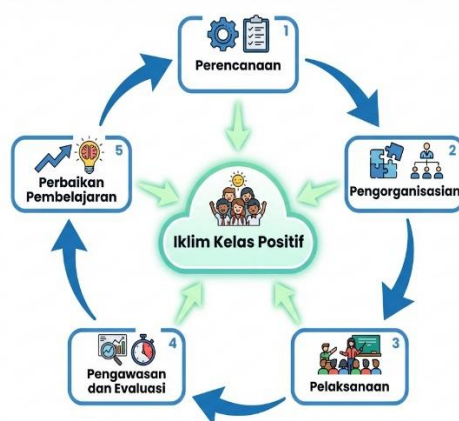 1
Perencanaan
2
Pengorganisasian
3
Pelaksanaan
4
Pengawasan
dan Evaluasi
5
Perbaikan
Pembelajaran
Iklim Kelas Positif